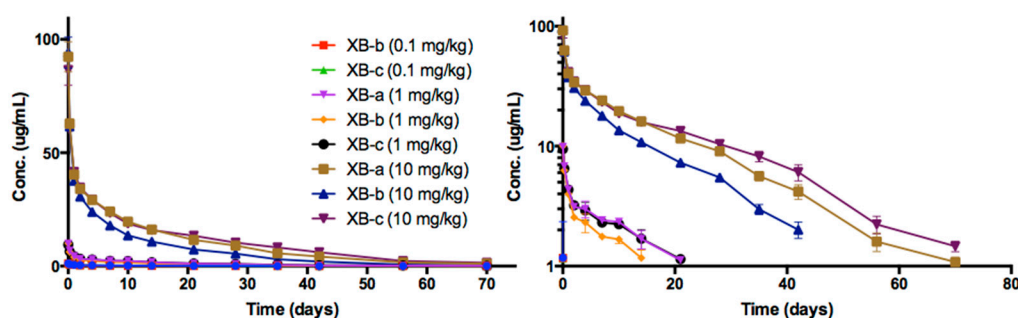 100
50
0
Conc. (ug/mL)
0 10 20 30 40 50 60 70
Time (days)
XB-b (0.1 mg/kg)
XB-c (0.1 mg/kg)
XB-a (1 mg/kg)
XB-b (1 mg/kg)
XB-c (1 mg/kg)
XB-a (10 mg/kg)
XB-b (10 mg/kg)
XB-c (10 mg/kg)
100
10
1
Conc. (ug/mL)
0 20 40 60 80
Time (days)